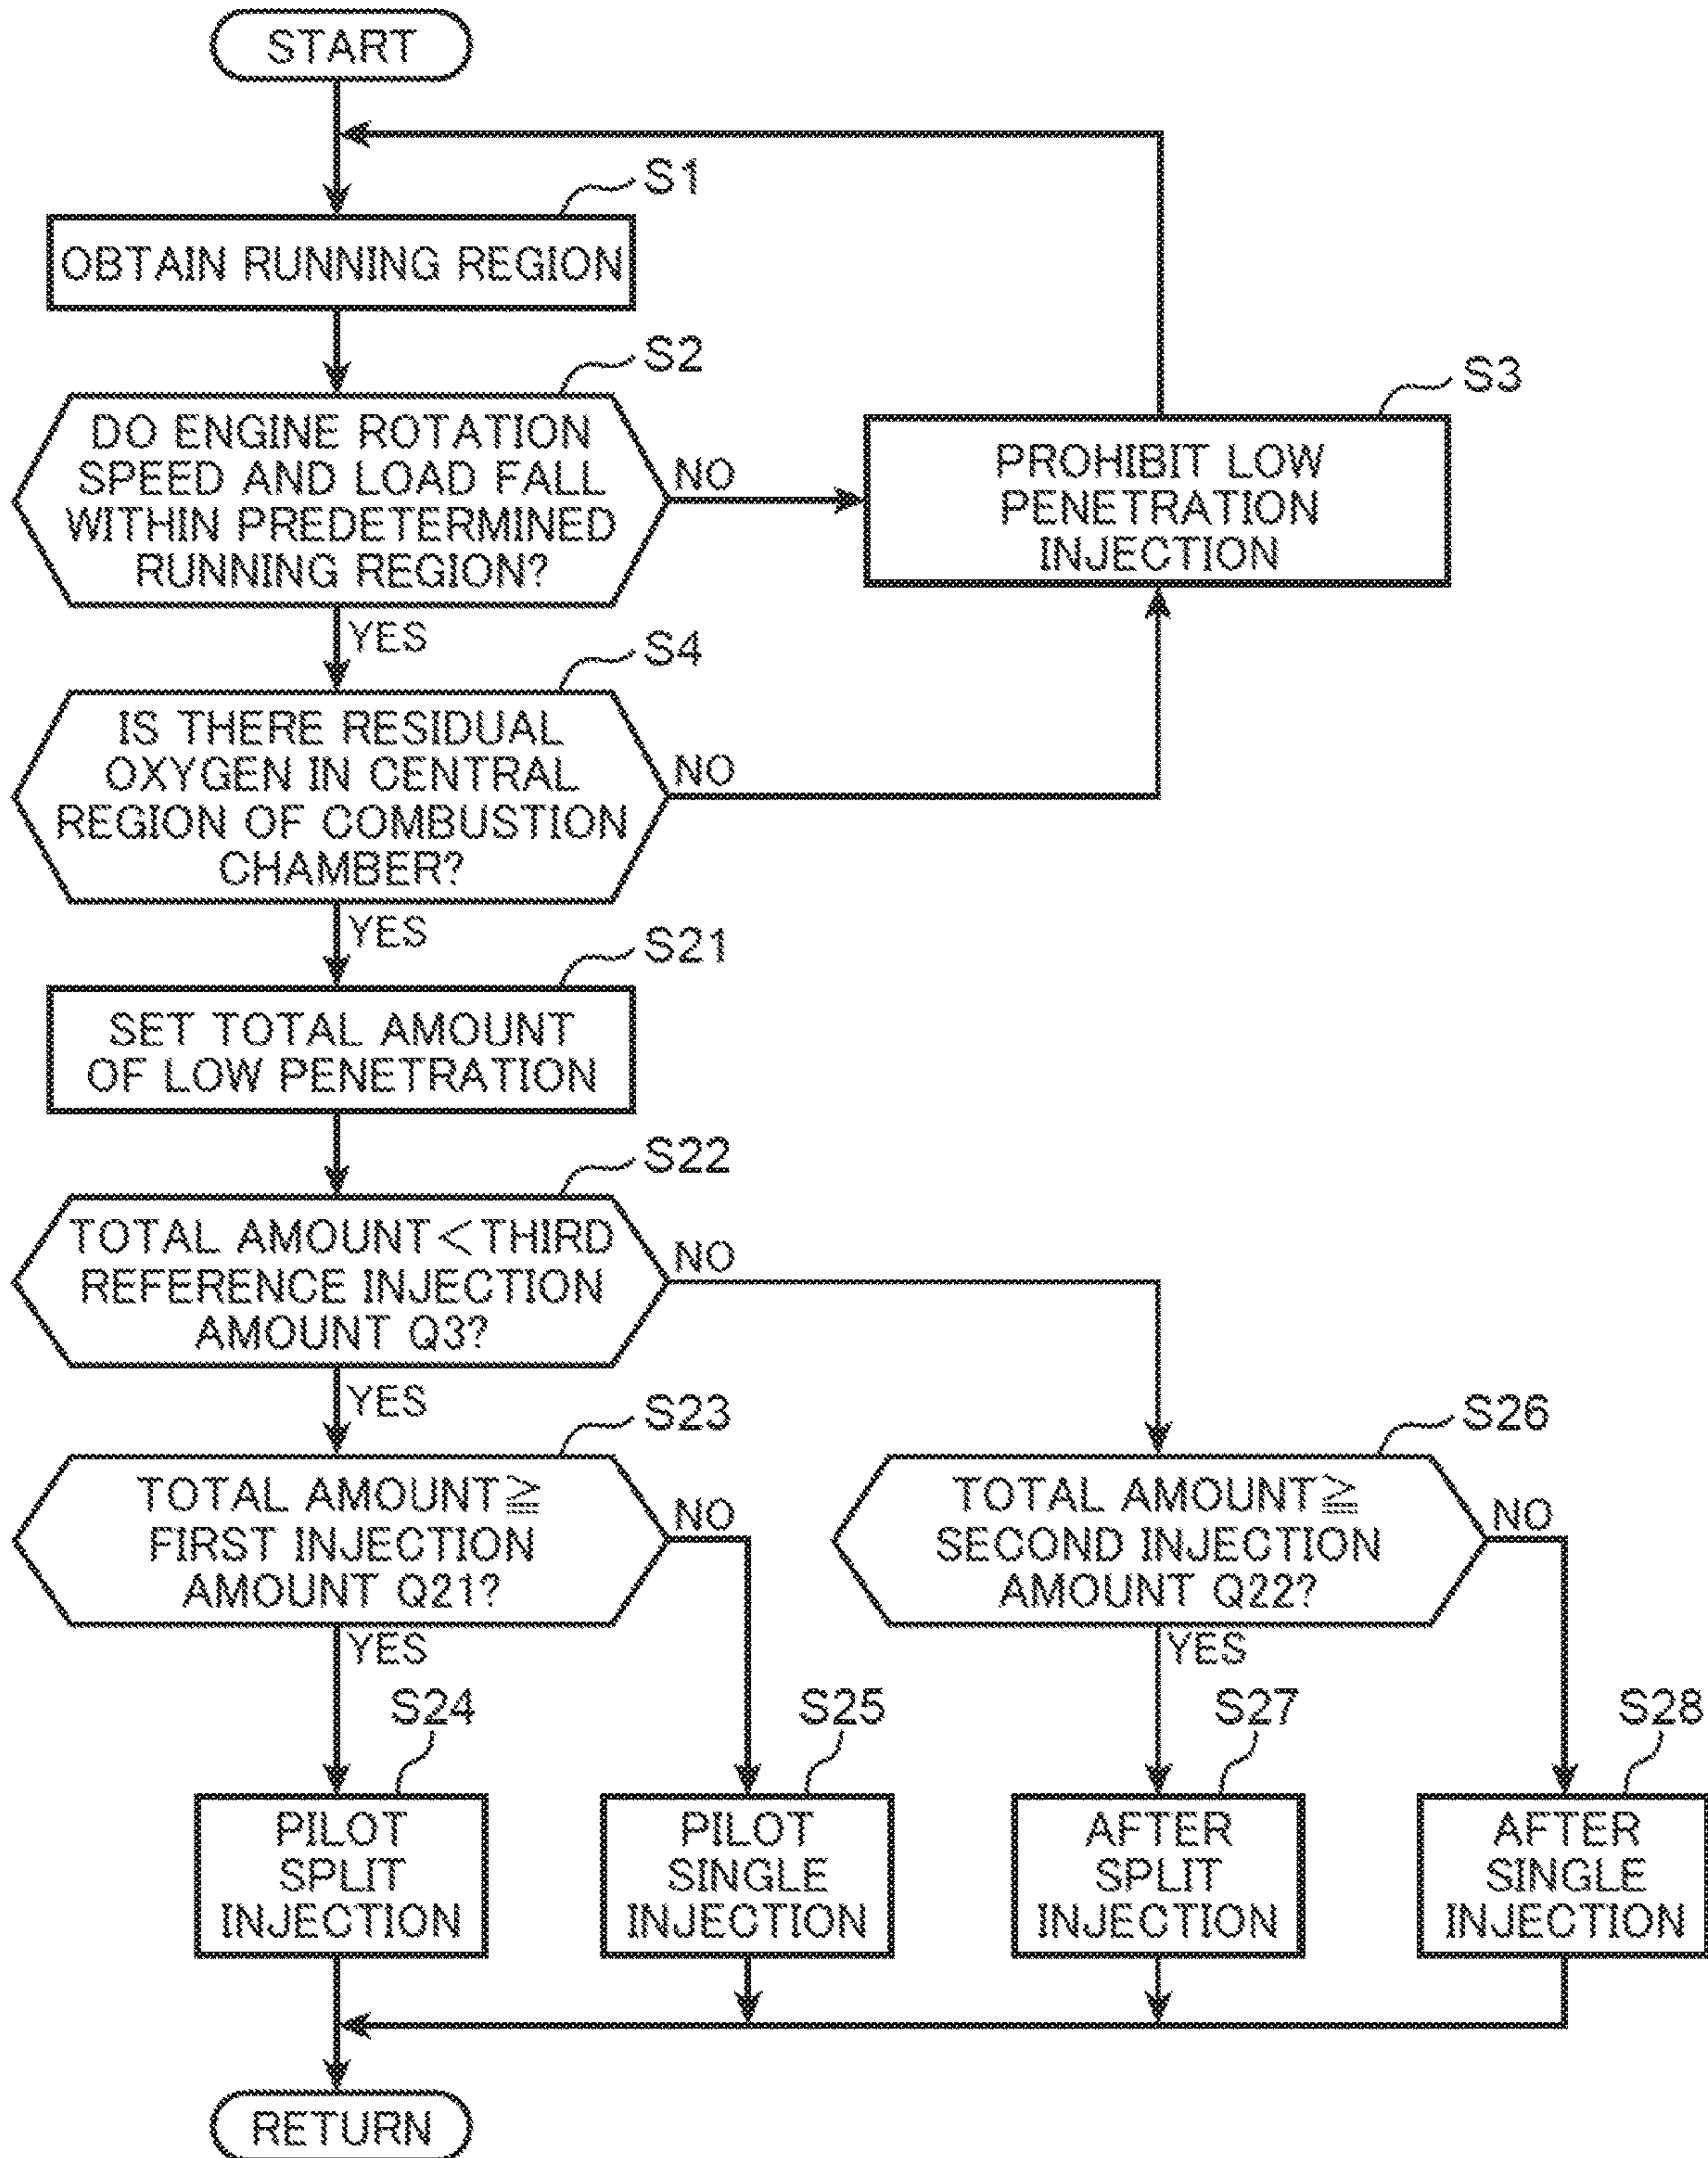 START
S1
OBTAIN RUNNING REGION
S2
DO ENGINE ROTATION
SPEED AND LOAD FALL
WITHIN PREDETERMINED
RUNNING REGION?
NO
YES
S3
PROHIBIT LOW
PENETRATION
INJECTION
S4
IS THERE RESIDUAL
OXYGEN IN CENTRAL
REGION OF COMBUSTION
CHAMBER?
NO
YES
S21
SET TOTAL AMOUNT
OF LOW PENETRATION
S22
TOTAL AMOUNT<THIRD
REFERENCE INJECTION
AMOUNT Q3?
NO
YES
S23
TOTAL AMOUNT≧
FIRST INJECTION
AMOUNT Q21?
NO
YES
S26
TOTAL AMOUNT≧
SECOND INJECTION
AMOUNT Q22?
NO
YES
S24
PILOT
SPLIT
INJECTION
S25
PILOT
SINGLE
INJECTION
S27
AFTER
SPLIT
INJECTION
S28
AFTER
SINGLE
INJECTION
RETURN